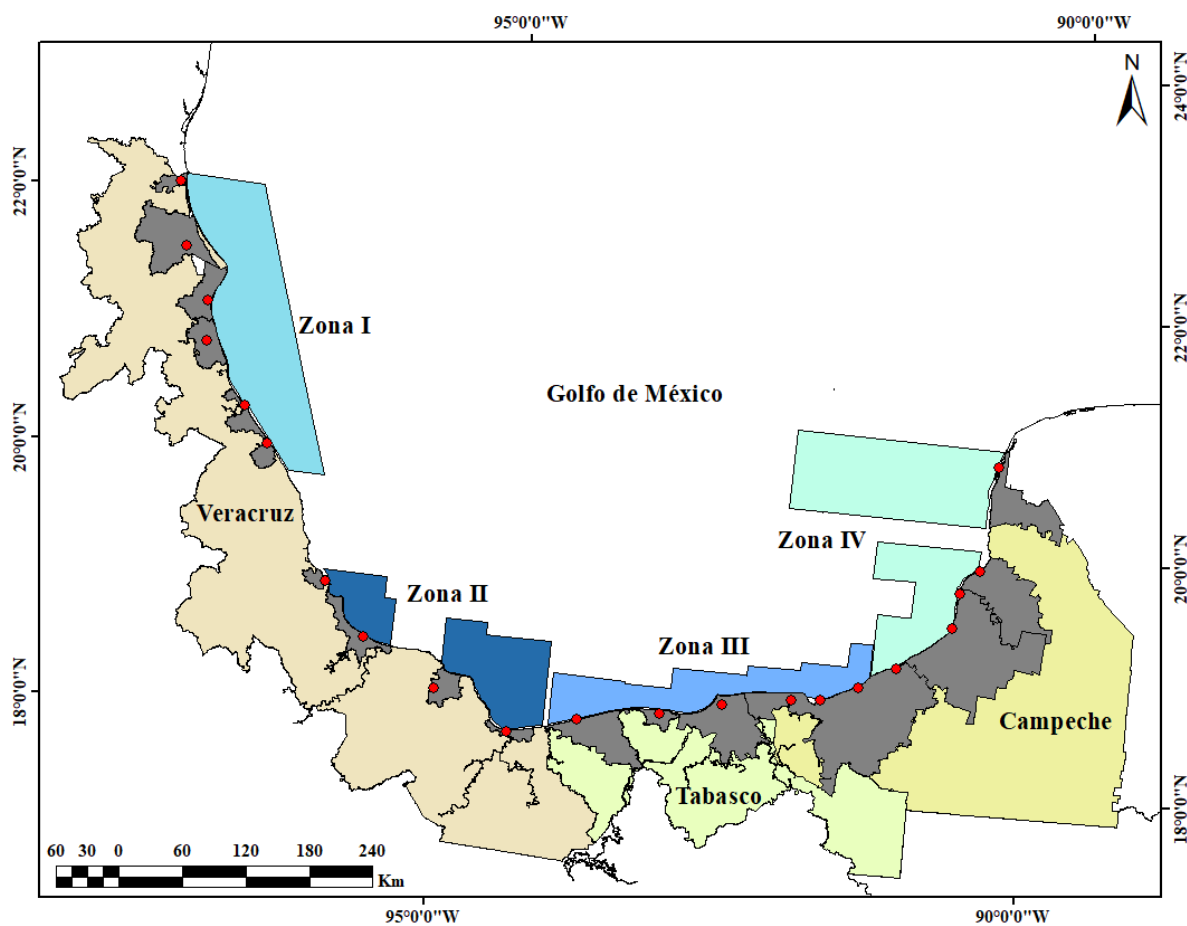 95°0'0"W
90°0'0"W
N
24°0'0"N
22°0'0"N
Zona I
22°0'0"N
Golfo de México
20°0'0"N
Veracruz
Zona IV
20°0'0"N
Zona II
Zona III
18°0'0"N
Campeche
Tabasco
18°0'0"N
60 30 0 60 120 180 240
Km
95°0'0"W
90°0'0"W